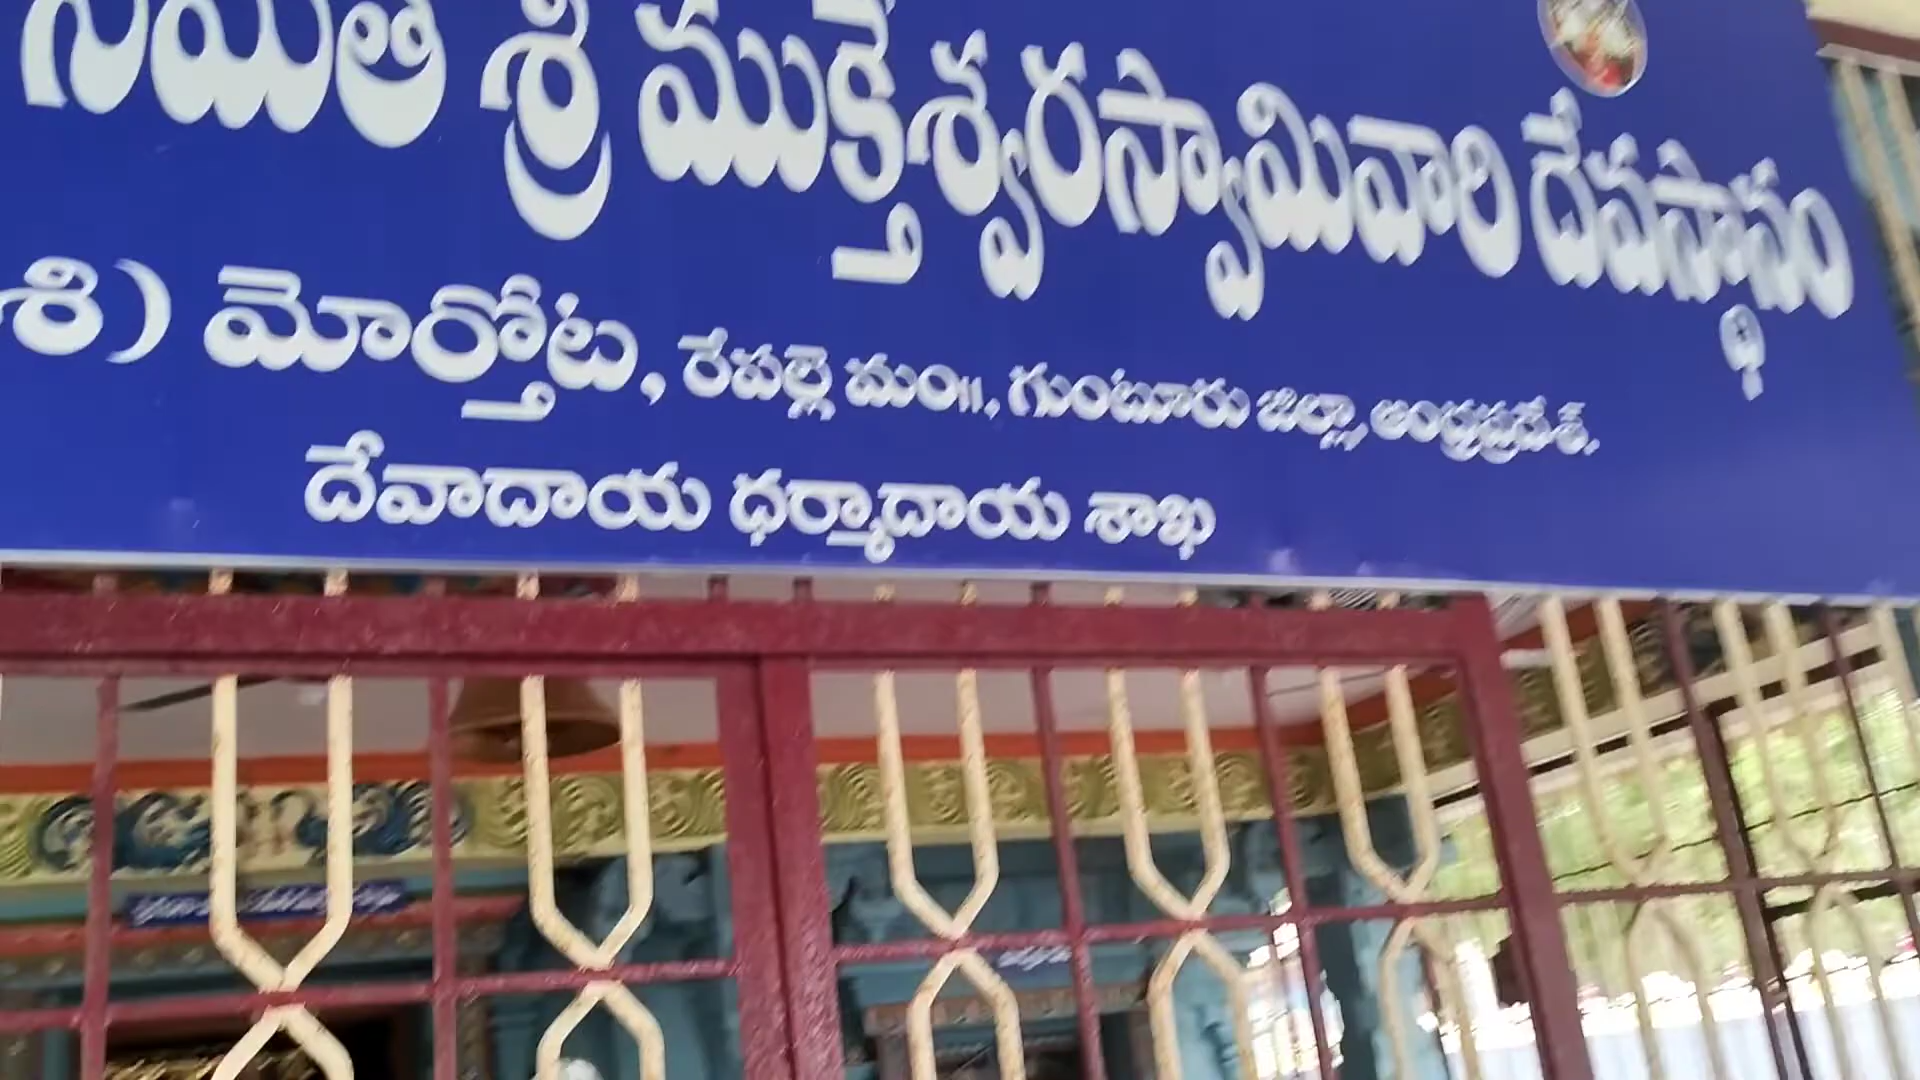 సమేత శ్రీ ముక్తేశ్వరస్వామివారి దేవస్థానం
శి) మోర్తోట, రేపల్లె మం॥, గుంటూరు జిల్లా, ఆంధ్రప్రదేశ్.
దేవాదాయ ధర్మాదాయ శాఖ